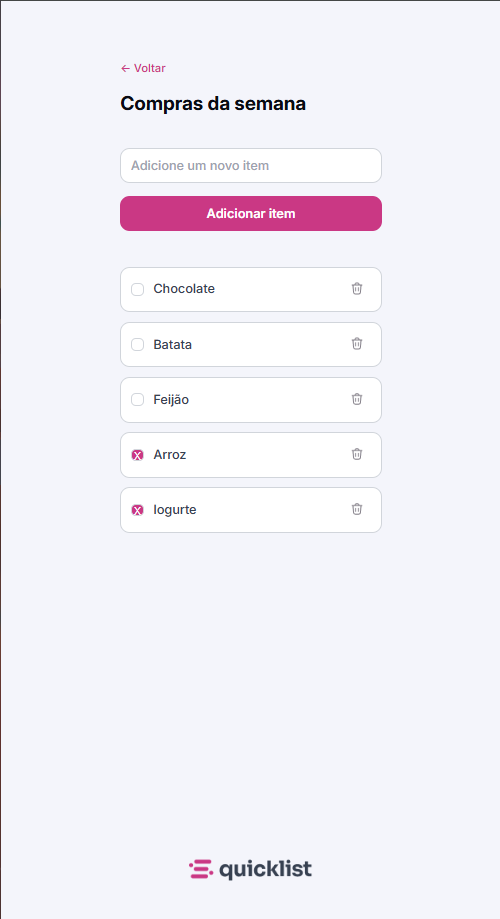 ← Voltar
Compras da semana
Adicione um novo item
Adicionar item
Chocolate
Batata
Feijão
Arroz
Iogurte
quicklist